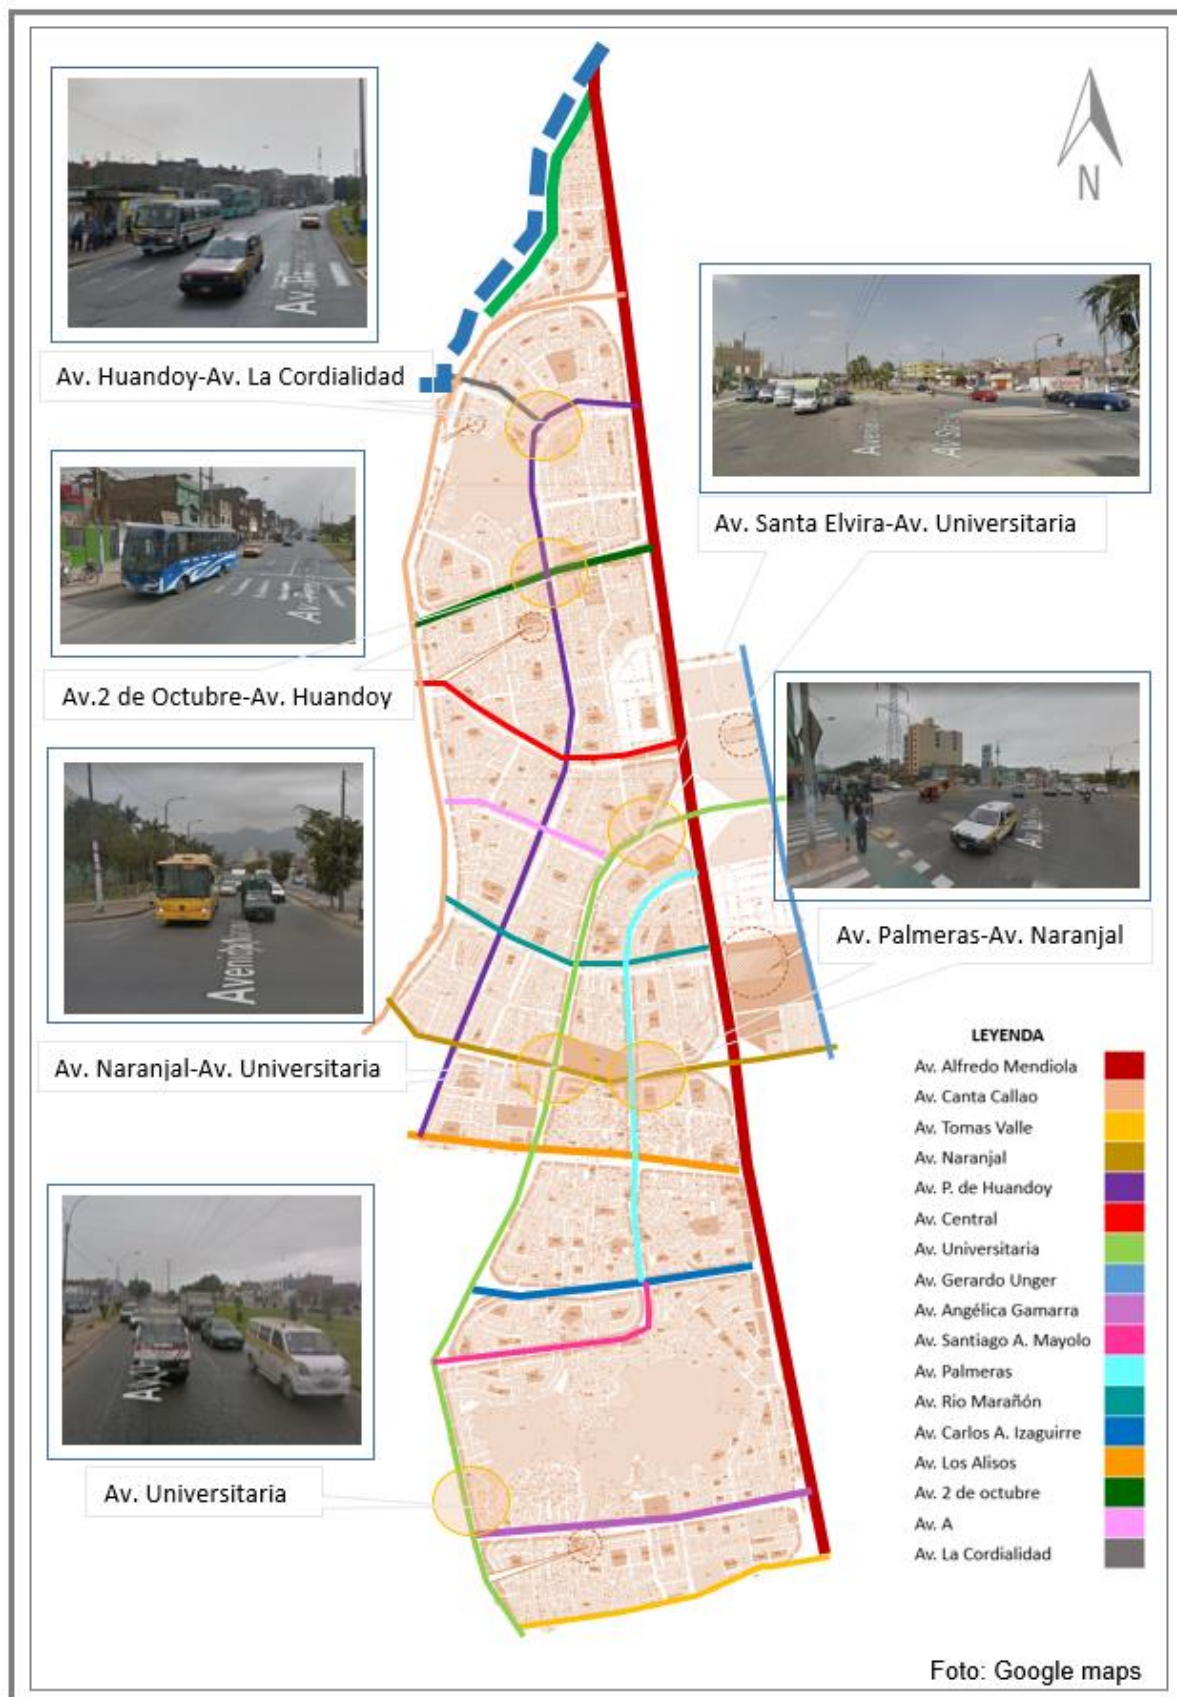 N
Av. Huandoy-Av. La Cordialidad
Av. Santa Elvira-Av. Universitaria
Av.2 de Octubre-Av. Huandoy
Av. Palmeras-Av. Naranjal
Av. Naranjal-Av. Universitaria
Av. Universitaria
LEYENDA
Av. Alfredo Mendiola
Av. Canta Callao
Av. Tomas Valle
Av. Naranjal
Av. P. de Huandoy
Av. Central
Av. Universitaria
Av. Gerardo Unger
Av. Angélica Gamarra
Av. Santiago A. Mayolo
Av. Palmeras
Av. Rio Marañón
Av. Carlos A. Izaguirre
Av. Los Alisos
Av. 2 de octubre
Av. A
Av. La Cordialidad
Foto: Google maps